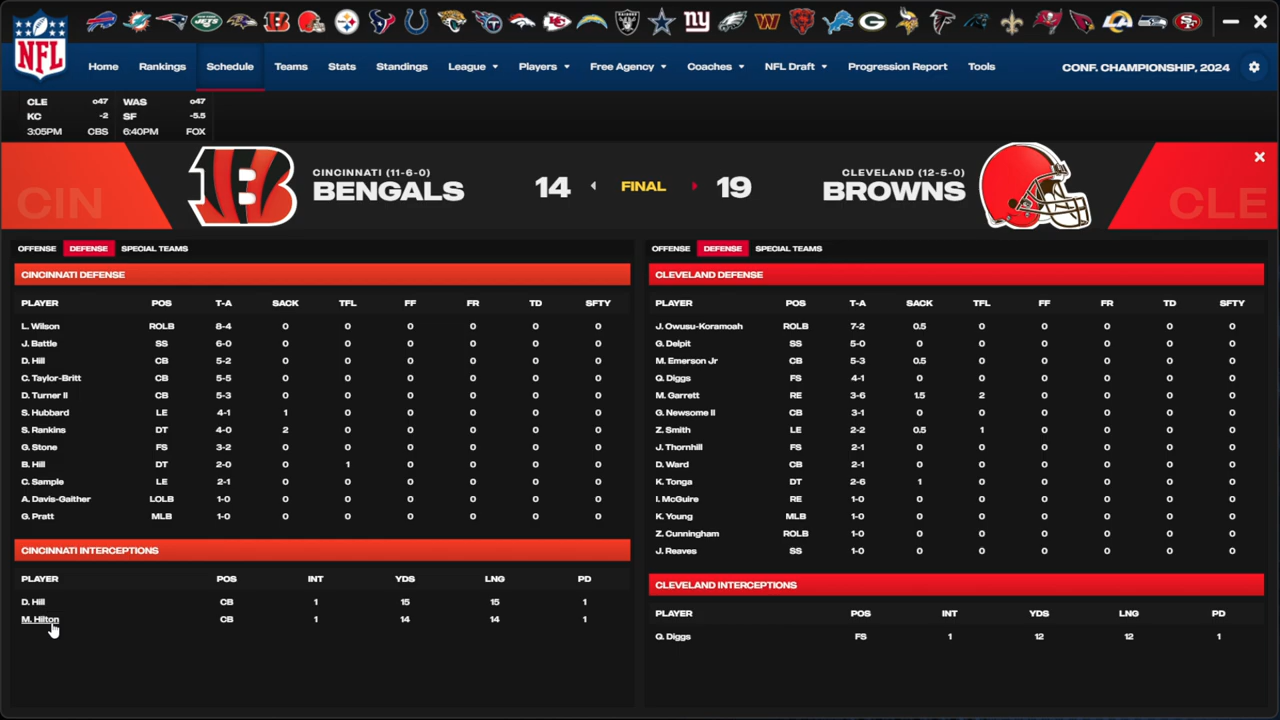 NFL
Home Rankings Schedule Teams Stats Standings League Players Free Agency Coaches NFL Draft Progression Report Tools CONF. CHAMPIONSHIP, 2024
CLE o47 WAS o47
KC -2 SF -5.5
3:05PM CBS 6:40PM FOX
CIN
CINCINNATI (11-6-0)
BENGALS
14 FINAL 19
CLEVELAND (12-5-0)
BROWNS
CLE
OFFENSE DEFENSE SPECIAL TEAMS
CINCINNATI DEFENSE
PLAYER POS T-A SACK TFL FF FR TD SFTY
L. Wilson ROLB 8-4 0 0 0 0 0 0
J. Battle SS 6-0 0 0 0 0 0 0
D. Hill CB 5-2 0 0 0 0 0 0
C. Taylor-Britt CB 5-5 0 0 0 0 0 0
D. Turner II CB 5-3 0 0 0 0 0 0
S. Hubbard LE 4-1 1 0 0 0 0 0
S. Rankins DT 4-0 2 0 0 0 0 0
G. Stone FS 3-2 0 0 0 0 0 0
B. Hill DT 2-0 0 1 0 0 0 0
C. Sample LE 2-1 0 0 0 0 0 0
A. Davis-Gaither LOLB 1-0 0 0 0 0 0 0
G. Pratt MLB 1-0 0 0 0 0 0 0
CINCINNATI INTERCEPTIONS
PLAYER POS INT YDS LNG PD
D. Hill CB 1 15 15 1
M. Hilton CB 1 14 14 1
OFFENSE DEFENSE SPECIAL TEAMS
CLEVELAND DEFENSE
PLAYER POS T-A SACK TFL FF FR TD SFTY
J. Owusu-Koramoah ROLB 7-2 0.5 0 0 0 0 0
G. Delpit SS 5-0 0 0 0 0 0 0
M. Emerson Jr CB 5-3 0.5 0 0 0 0 0
Q. Diggs FS 4-1 0 0 0 0 0 0
M. Garrett RE 3-6 1.5 2 0 0 0 0
G. Newsome II CB 3-1 0 0 0 0 0 0
Z. Smith LE 2-2 0.5 1 0 0 0 0
J. Thornhill FS 2-1 0 0 0 0 0 0
D. Ward CB 2-1 0 0 0 0 0 0
K. Tonga DT 2-6 1 0 0 0 0 0
I. McGuire RE 1-0 0 0 0 0 0 0
K. Young MLB 1-0 0 0 0 0 0 0
Z. Cunningham ROLB 1-0 0 0 0 0 0 0
J. Reaves SS 1-0 0 0 0 0 0 0
CLEVELAND INTERCEPTIONS
PLAYER POS INT YDS LNG PD
Q. Diggs FS 1 12 12 1